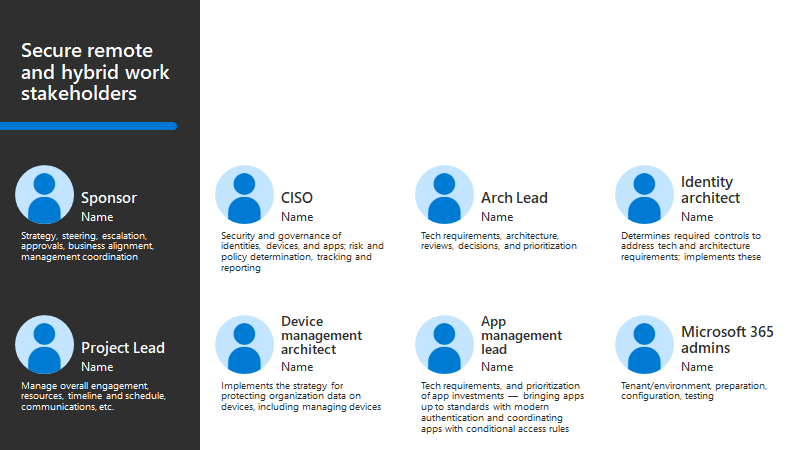 Secure remote
and hybrid work
stakeholders
Sponsor
Name
Strategy, steering, escalation,
approvals, business alignment,
management coordination
CISO
Name
Security and governance of
identities, devices, and apps; risk and
policy determination, tracking and
reporting
Arch Lead
Name
Tech requirements, architecture,
reviews, decisions, and prioritization
Identity
architect
Name
Determines required controls to
address tech and architecture
requirements; implements these
Project Lead
Name
Manage overall engagement,
resources, timeline and schedule,
communications, etc.
Device
management
architect
Name
Implements the strategy for
protecting organization data on
devices, including managing devices
App
management
lead
Name
Tech requirements, and prioritization
of app investments — bringing apps
up to standards with modern
authentication and coordinating
apps with conditional access rules
Microsoft 365
admins
Name
Tenant/environment, preparation,
configuration, testing